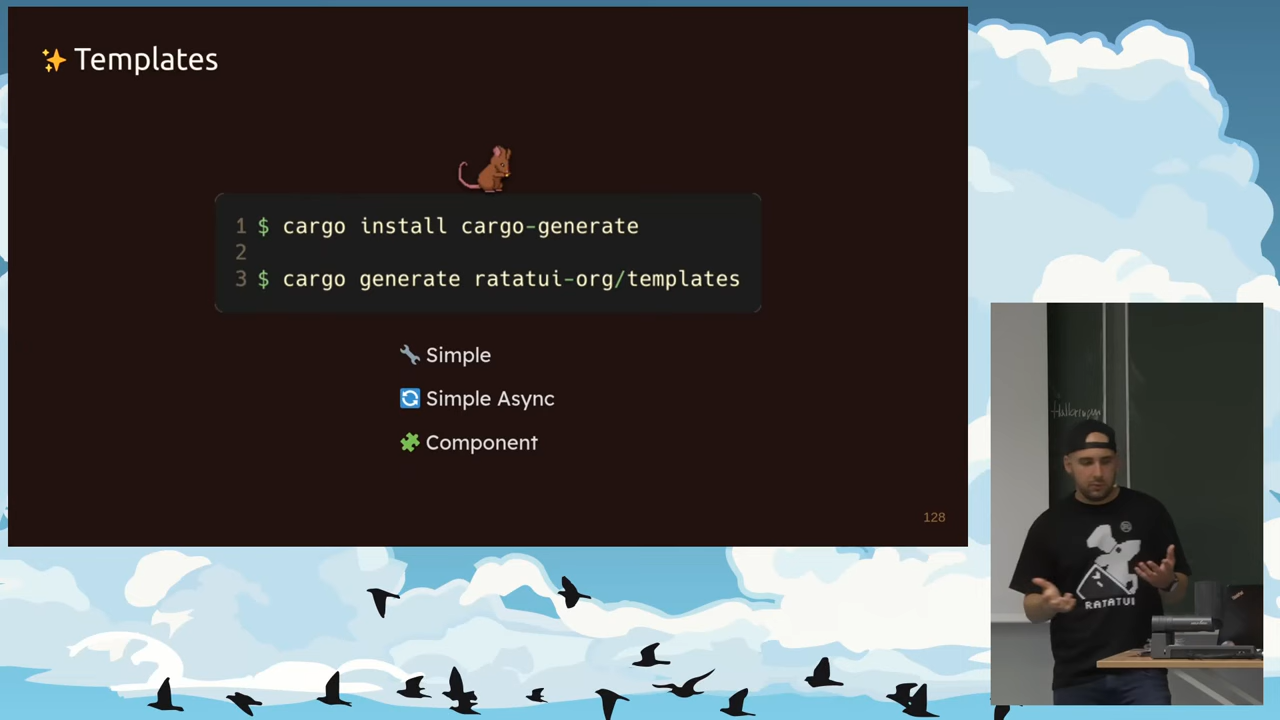 Templates
1 $ cargo install cargo-generate
2
3 $ cargo generate ratatui-org/templates
Simple
Simple Async
Component
128
RATATUI